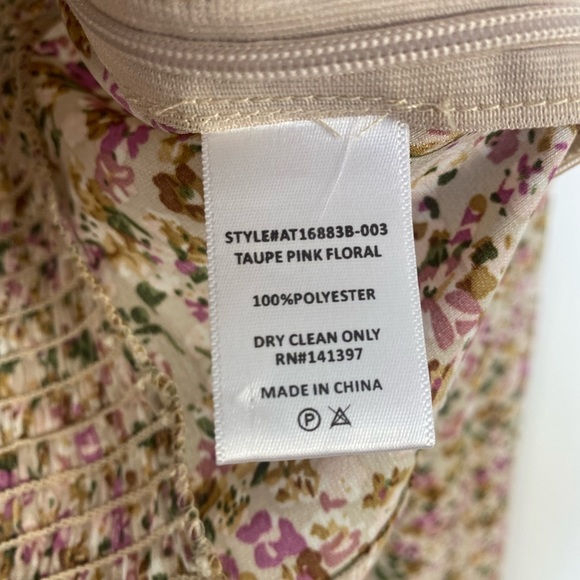 STYLE#AT16883B-003
TAUPE PINK FLORAL
100%POLYESTER
DRY CLEAN ONLY
RN#141397
MADE IN CHINA
P